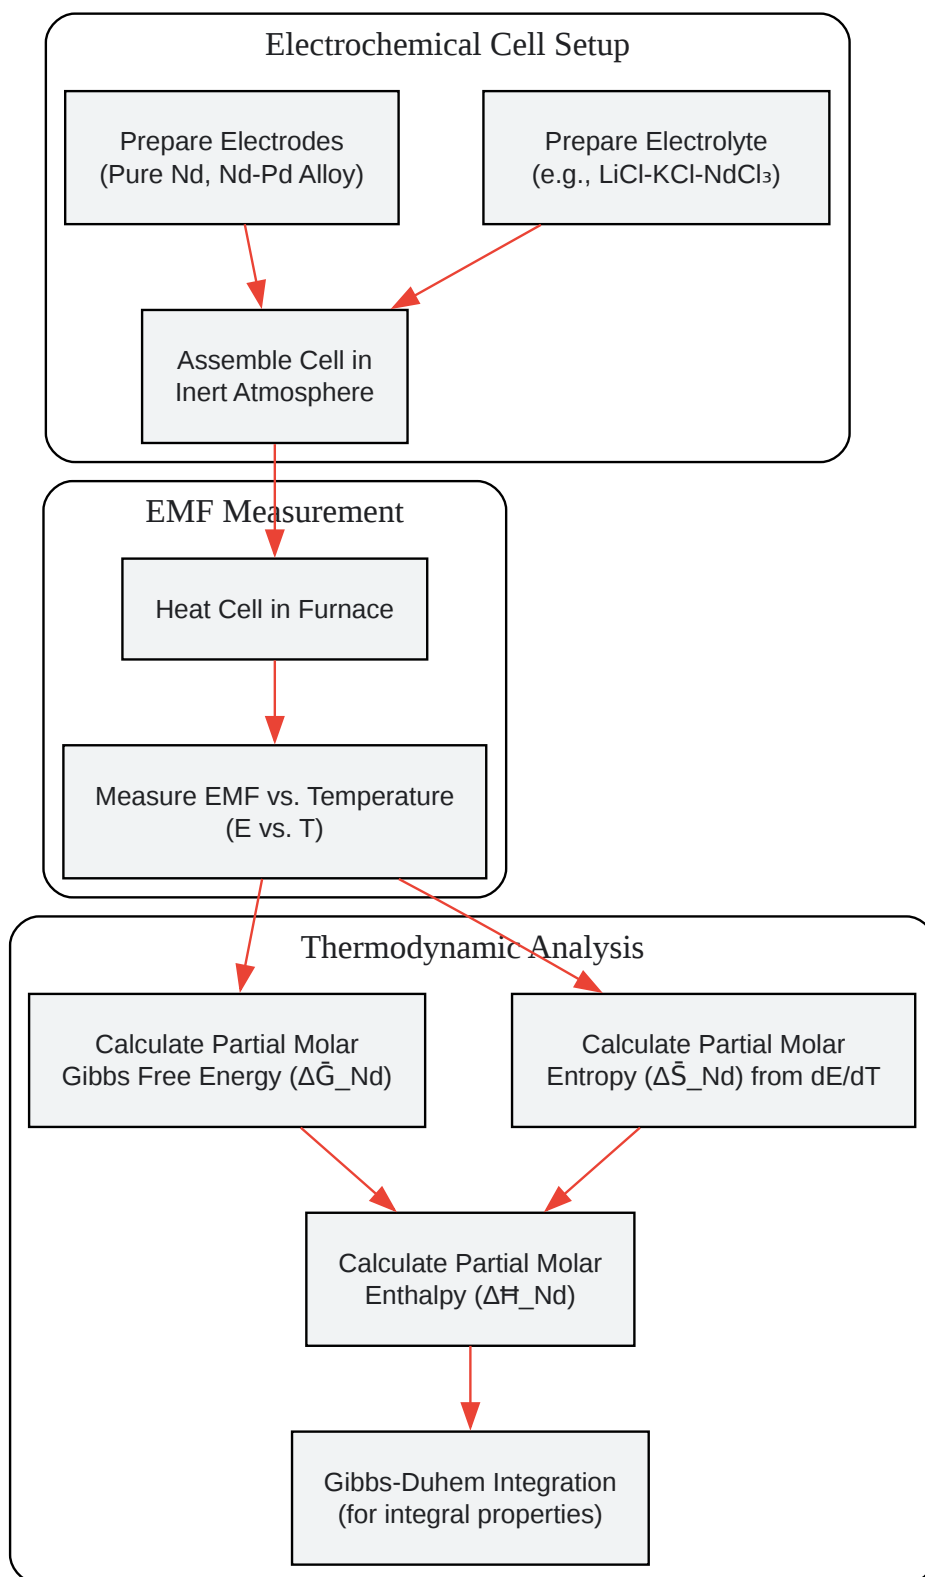 Electrochemical Cell Setup
Prepare Electrodes
(Pure Nd, Nd-Pd Alloy)
Prepare Electrolyte
(e.g., LiCl-KCl-NdCl₃)
Assemble Cell in
Inert Atmosphere
EMF Measurement
Heat Cell in Furnace
Measure EMF vs. Temperature
(E vs. T)
Thermodynamic Analysis
Calculate Partial Molar
Gibbs Free Energy (ΔḠ_Nd)
Calculate Partial Molar
Entropy (ΔS̄_Nd) from dE/dT
Calculate Partial Molar
Enthalpy (ΔĦ_Nd)
Gibbs-Duhem Integration
(for integral properties)